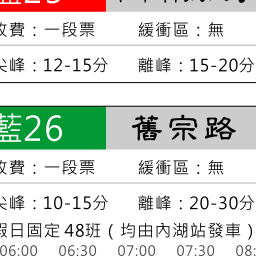 收費：一段票 緩衝區：無
尖峰：12-15分 離峰：15-20分
藍26 舊宗路
收費：一段票 緩衝區：無
尖峰：10-15分 離峰：20-30分
假日固定48班（均由內湖站發車）
06:00 06:30 07:00 07:30 08: